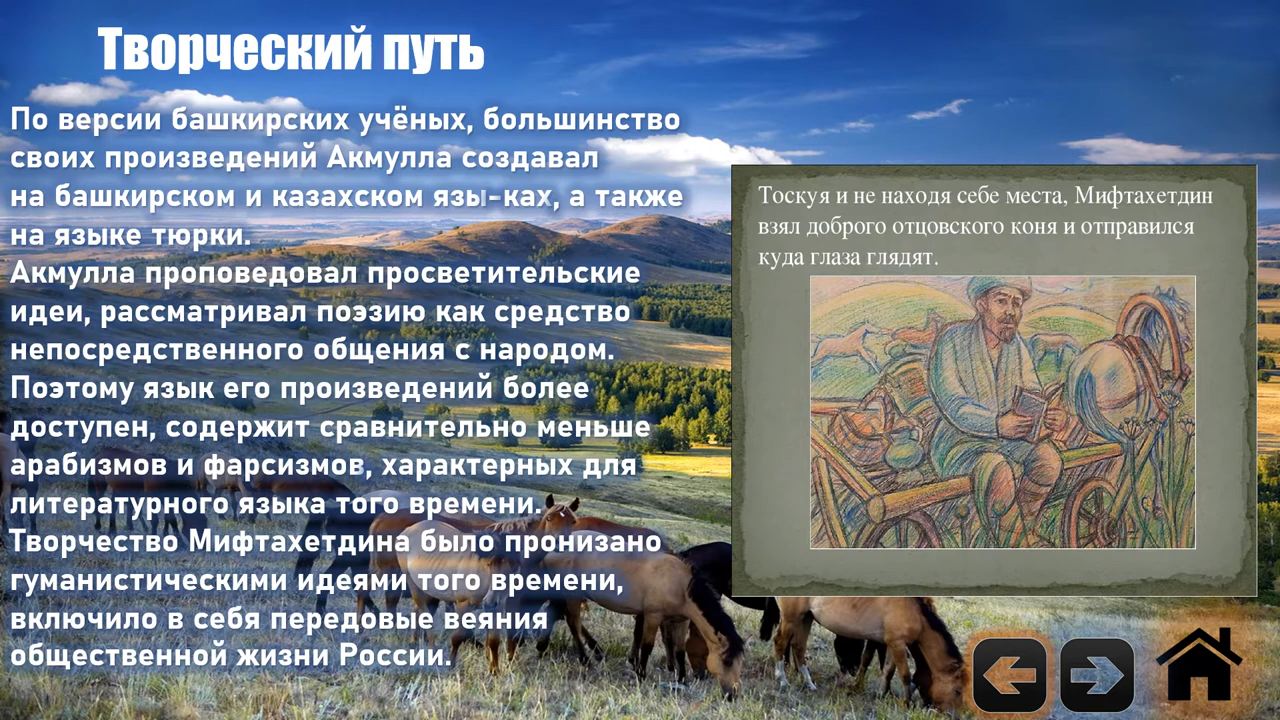 Творческий путь
По версии башкирских учёных, большинство
своих произведений Акмулла создавал
на башкирском и казахском язы-ках, а также
на языке тюрки.
Акмулла проповедовал просветительские
идеи, рассматривал поэзию как средство
непосредственного общения с народом.
Поэтому язык его произведений более
доступен, содержит сравнительно меньше
арабизмов и фарсизмов, характерных для
литературного языка того времени.
Творчество Мифтахетдина было пронизано
гуманистическими идеями того времени,
включило в себя передовые веяния
общественной жизни России.
Тоскуя и не находя себе места, Мифтахетдин
взял доброго отцовского коня и отправился
куда глаза глядят.